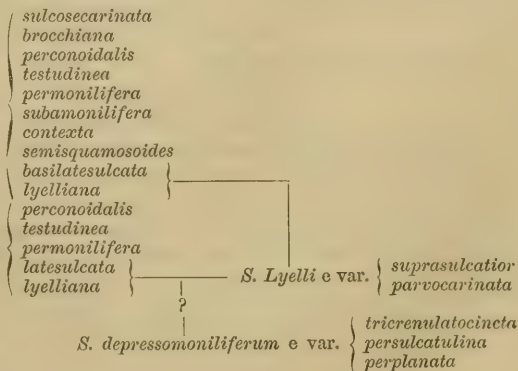 sulcosecarinata
brocchiana
perconoidalis
testudinea
permonilifera
subamonilifera
contexta
semisquamosoides
basilatesulcata
lyelliana
perconoidalis
testudinea
permonilifera
latesulcata
lyelliana
S. Lyelli e var. suprasulcatior
parvocarinata
?
S. depressomoniliferum e var. tricrenulatocincta
persulcatulina
perplanata